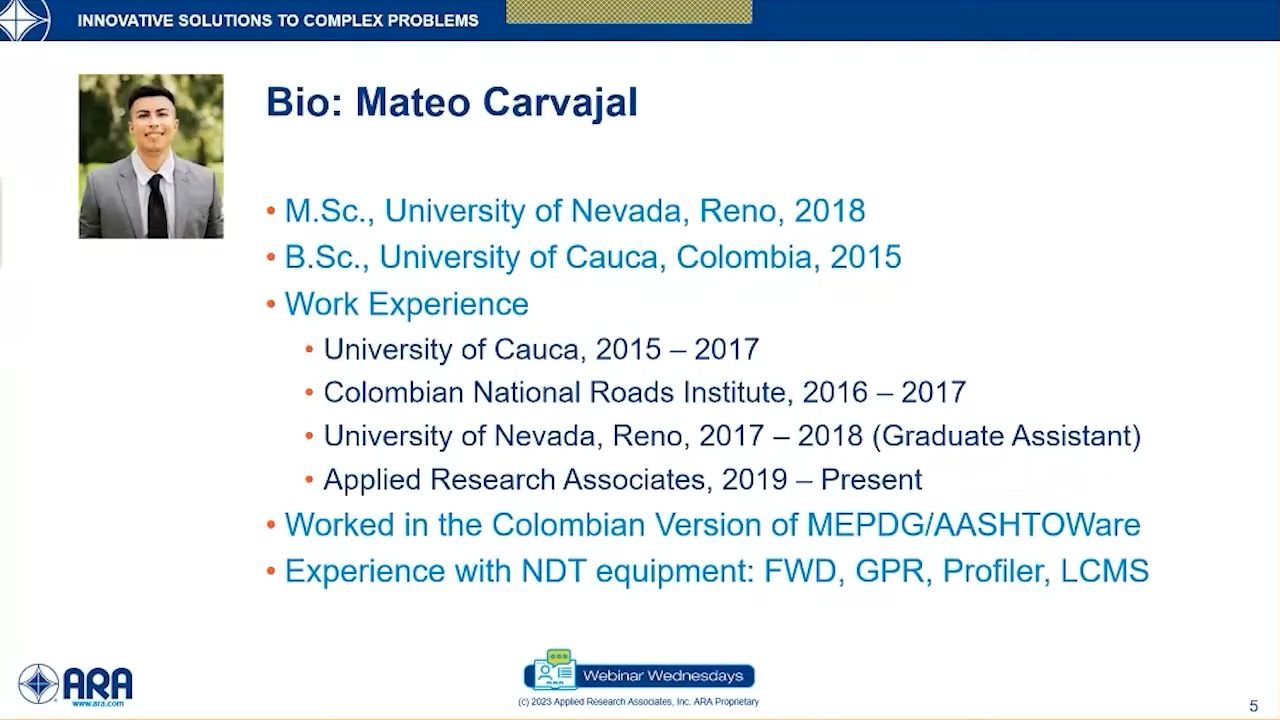 INNOVATIVE SOLUTIONS TO COMPLEX PROBLEMS
Bio: Mateo Carvajal
• M.Sc., University of Nevada, Reno, 2018
• B.Sc., University of Cauca, Colombia, 2015
• Work Experience
• University of Cauca, 2015 – 2017
• Colombian National Roads Institute, 2016 – 2017
• University of Nevada, Reno, 2017 – 2018 (Graduate Assistant)
• Applied Research Associates, 2019 – Present
• Worked in the Colombian Version of MEPDG/AASHTOWare
• Experience with NDT equipment: FWD, GPR, Profiler, LCMS
ARA
www.ara.com
Webinar Wednesdays
(c) 2023 Applied Research Associates, Inc. ARA Proprietary
5